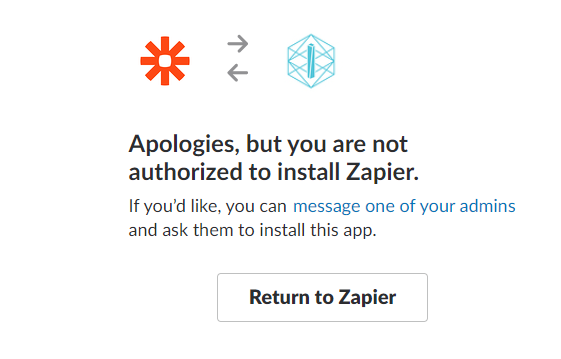 Apologies, but you are not
authorized to install Zapier.
If you'd like, you can message one of your admins
and ask them to install this app.
Return to Zapier